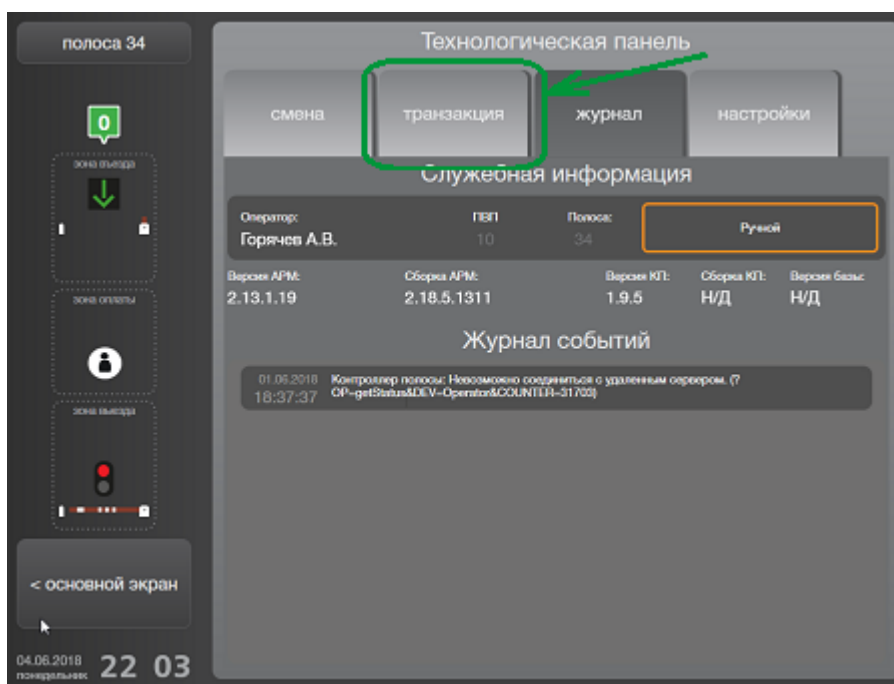 полоса 34
0
зона въезда
зона оплаты
зона выезда
< основной экран
04.06.2018
понедельник
22 03
Технологическая панель
смена
транзакция
журнал
настройки
Служебная информация
Оператор: ПВП Полоса:
Горячев А.В. 10 34 Ручной
Версия АРМ: Сборка АРМ: Версия КП: Сборка КП: Версия базы:
2.13.1.19 2.18.5.1311 1.9.5 Н/Д Н/Д
Журнал событий
01.06.2018 Контроллер полосы: Невозможно соединиться с удаленным сервером. (?
18:37:37 OP=getStatus&DEV=Operator&COUNTER=31703)